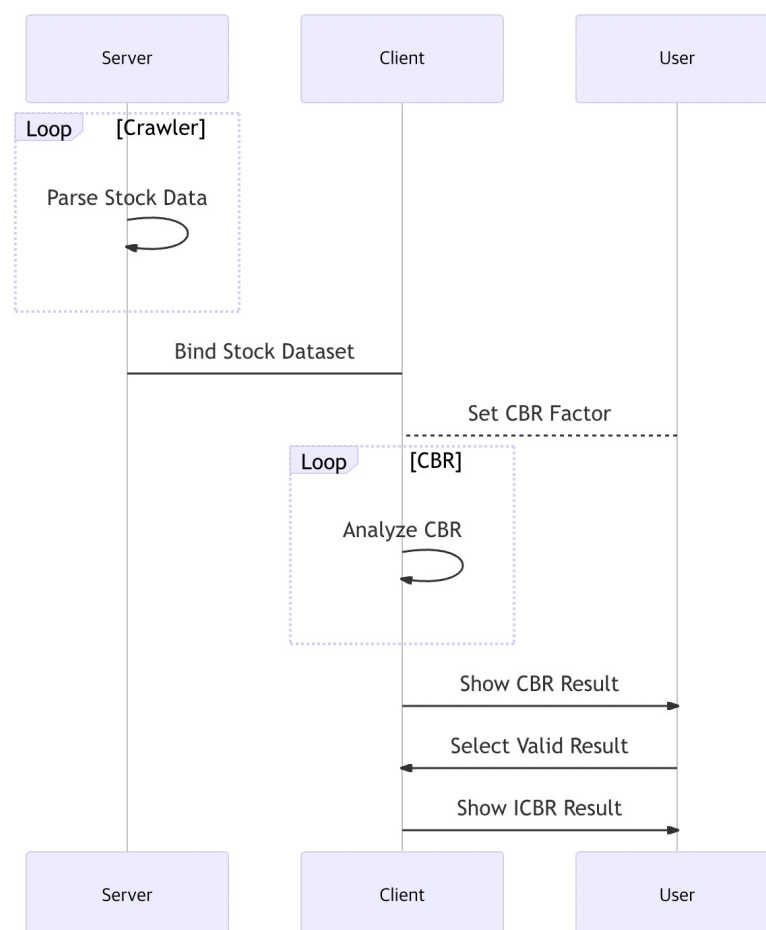 Server
Client
User
Loop
[Crawler]
Parse Stock Data
Bind Stock Dataset
Set CBR Factor
Loop
[CBR]
Analyze CBR
Show CBR Result
Select Valid Result
Show ICBR Result
Server
Client
User